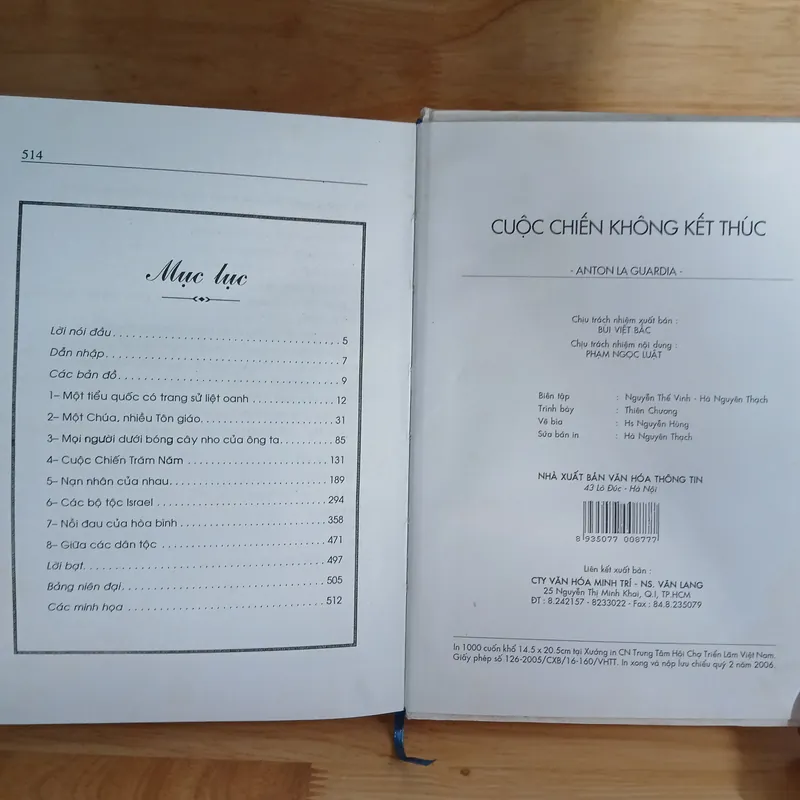 514
Mục lục
Lời nói đầu . . . . . . . . . . . . . . . . . . . . . . . . . . . . . . . . . 5
Dẫn nhập . . . . . . . . . . . . . . . . . . . . . . . . . . . . . . . . . . 7
Các bản đồ . . . . . . . . . . . . . . . . . . . . . . . . . . . . . . . . 9
1– Một tiểu quốc có trang sử liệt oanh . . . . . . . . . . . . 12
2– Một Chúa, nhiều Tôn giáo. . . . . . . . . . . . . . . . . . . 31
3– Mọi người dưới bóng cây nho của ông ta. . . . . . . . 85
4– Cuộc Chiến Trăm Năm . . . . . . . . . . . . . . . . . . . . . 131
5– Nạn nhân của nhau. . . . . . . . . . . . . . . . . . . . . . . 189
6– Các bộ tộc Israel . . . . . . . . . . . . . . . . . . . . . . . . 294
7– Nỗi đau của hòa bình . . . . . . . . . . . . . . . . . . . . . 358
8– Giữa các dân tộc . . . . . . . . . . . . . . . . . . . . . . . . 471
Lời bạt. . . . . . . . . . . . . . . . . . . . . . . . . . . . . . . . . . 497
Bảng niên đại. . . . . . . . . . . . . . . . . . . . . . . . . . . . . 505
Các minh họa . . . . . . . . . . . . . . . . . . . . . . . . . . . . 512
CUỘC CHIẾN KHÔNG KẾT THÚC
- ANTON LA GUARDIA -
Chịu trách nhiệm xuất bản :
BÙI VIỆT BẮC
Chịu trách nhiệm nội dung :
PHẠM NGỌC LUẬT
Biên tập : Nguyễn Thế Vinh - Hà Nguyên Thạch
Trình bày : Thiên Chương
Vẽ bìa : Hs Nguyễn Hùng
Sửa bản in : Hà Nguyên Thạch
NHÀ XUẤT BẢN VĂN HÓA THÔNG TIN
43 Lò Đúc - Hà Nội
8 935077 008777
Liên kết xuất bản :
CTY VĂN HÓA MINH TRÍ - NS. VĂN LANG
25 Nguyễn Thị Minh Khai, Q.I, TP.HCM
ĐT : 8.242157 - 8233022 - Fax : 84.8.235079
In 1000 cuốn khổ 14.5 x 20.5cm tại Xưởng in CN Trung Tâm Hội Chợ Triển Lãm Việt Nam.
Giấy phép số 126-2005/CXB/16-160/VHTT. In xong và nộp lưu chiểu quý 2 năm 2006.